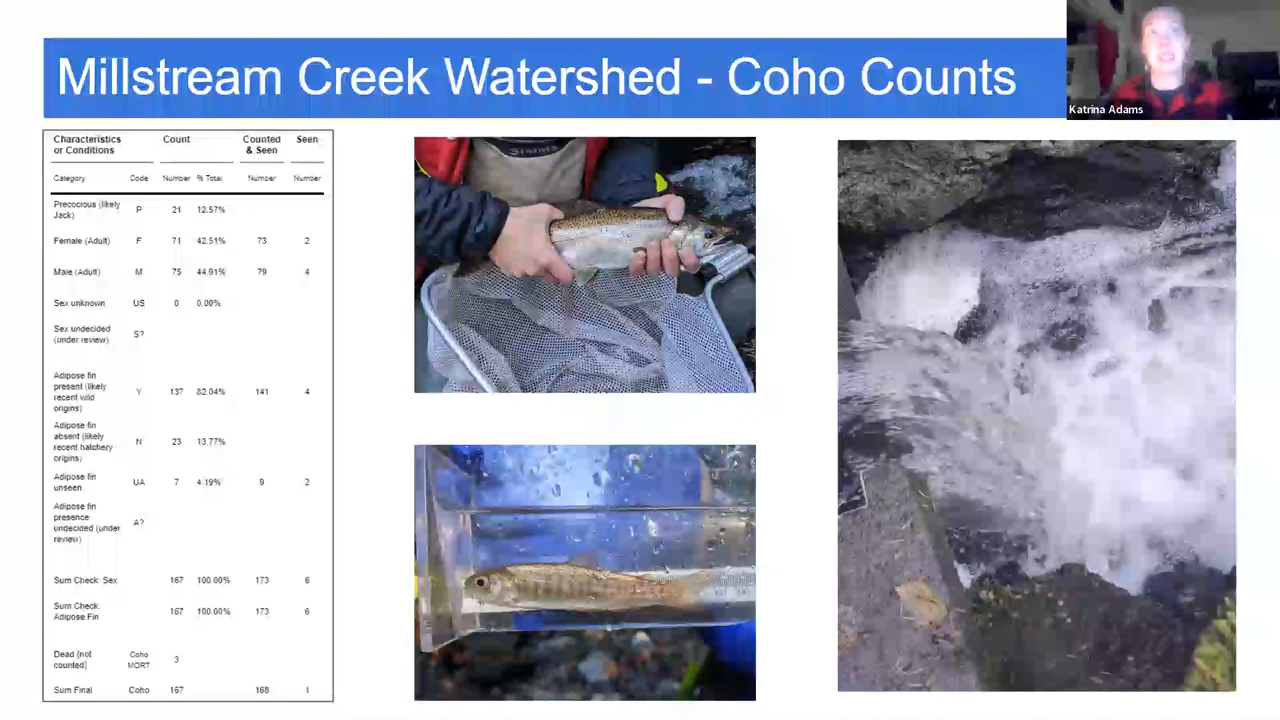 Millstream Creek Watershed - Coho Counts
Katrina Adams
Characteristics or Conditions Count Counted & Seen Seen
Category Code Number % Total Number Number
Precocious (likely Jack) P 21 12.57%
Female (Adult) F 71 42.51% 73 2
Male (Adult) M 75 44.91% 79 4
Sex unknown US 0 0.00%
Sex undecided (under review) S?
Adipose fin present (likely recent wild origins) Y 137 82.04% 141 4
Adipose fin absent (likely recent hatchery origins) N 23 13.77%
Adipose fin unseen UA 7 4.19% 9 2
Adipose fin presence undecided (under review) A?
Sum Check: Sex 167 100.00% 173 6
Sum Check: Adipose Fin 167 100.00% 173 6
Dead (not counted) Coho MORT 3
Sum Final Coho 167 168 1
SIMMS